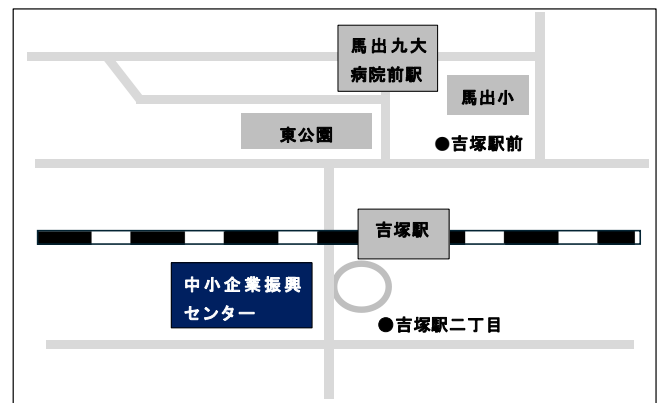 馬出九大
病院前駅
馬出小
東公園
●吉塚駅前
吉塚駅
中小企業振興
センター
●吉塚駅二丁目